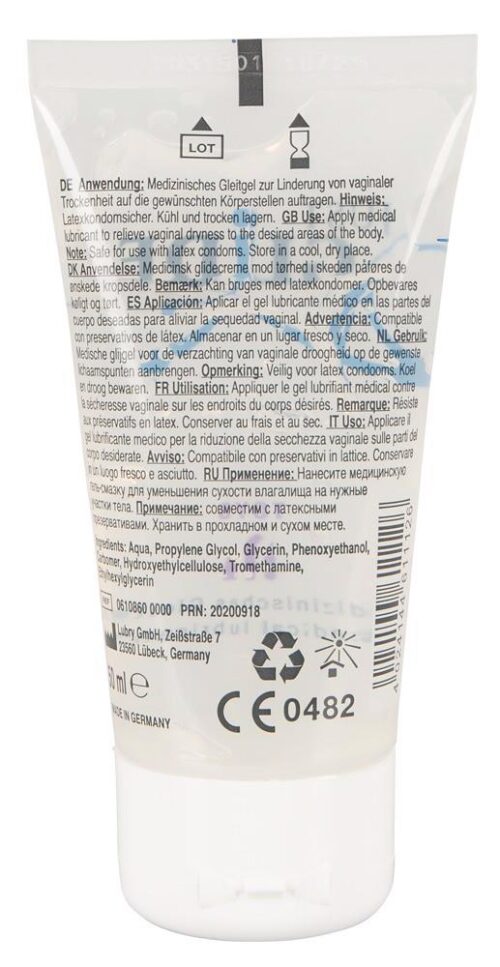 LOT
DE Anwendung: Medizinisches Gleitgel zur Linderung von vaginaler
Trockenheit auf die gewünschten Körperstellen auftragen. Hinweis:
Latexkondomsicher. Kühl und trocken lagern. GB Use: Apply medical
lubricant to relieve vaginal dryness to the desired areas of the body.
Note: Safe for use with latex condoms. Store in a cool, dry place.
DK Anvendelse: Medicinsk glidecreme mod tørhed i skeden påføres de
ønskede kropsdele. Bemærk: Kan bruges med latexkondomer. Opbevares
køligt og tørt. ES Aplicación: Aplicar el gel lubricante médico en las partes del
cuerpo deseadas para aliviar la sequedad vaginal. Advertencia: Compatible
con preservativos de látex. Almacenar en un lugar fresco y seco. NL Gebruik:
Medische glijgel voor de verzachting van vaginale droogheid op de gewenste
lichaamspunten aanbrengen. Opmerking: Veilig voor latex condooms. Koel
en droog bewaren. FR Utilisation: Appliquer le gel lubrifiant médical contre
la sécheresse vaginale sur les endroits du corps désirés. Remarque: Résiste
aux préservatifs en latex. Conserver au frais et au sec. IT Uso: Applicare il
gel lubrificante medico per la riduzione della secchezza vaginale sulle parti del
corpo desiderate. Avviso: Compatibile con preservativi in lattice. Conservare
in un luogo fresco e asciutto. RU Применение: Нанесите медицинскую
гель-смазку для уменьшения сухости влагалища на нужные
участки тела. Примечание: совместим с латексными
презервативами. Хранить в прохладном и сухом месте.
Ingredients: Aqua, Propylene Glycol, Glycerin, Phenoxyethanol,
Carbomer, Hydroxyethylcellulose, Tromethamine,
Ethylhexylglycerin
REF 0610860 0000 PRN: 20200918
Lubry GmbH, Zeißstraße 7
23560 Lübeck, Germany
50 ml e
MADE IN GERMANY
CE 0482
4 024144 611126